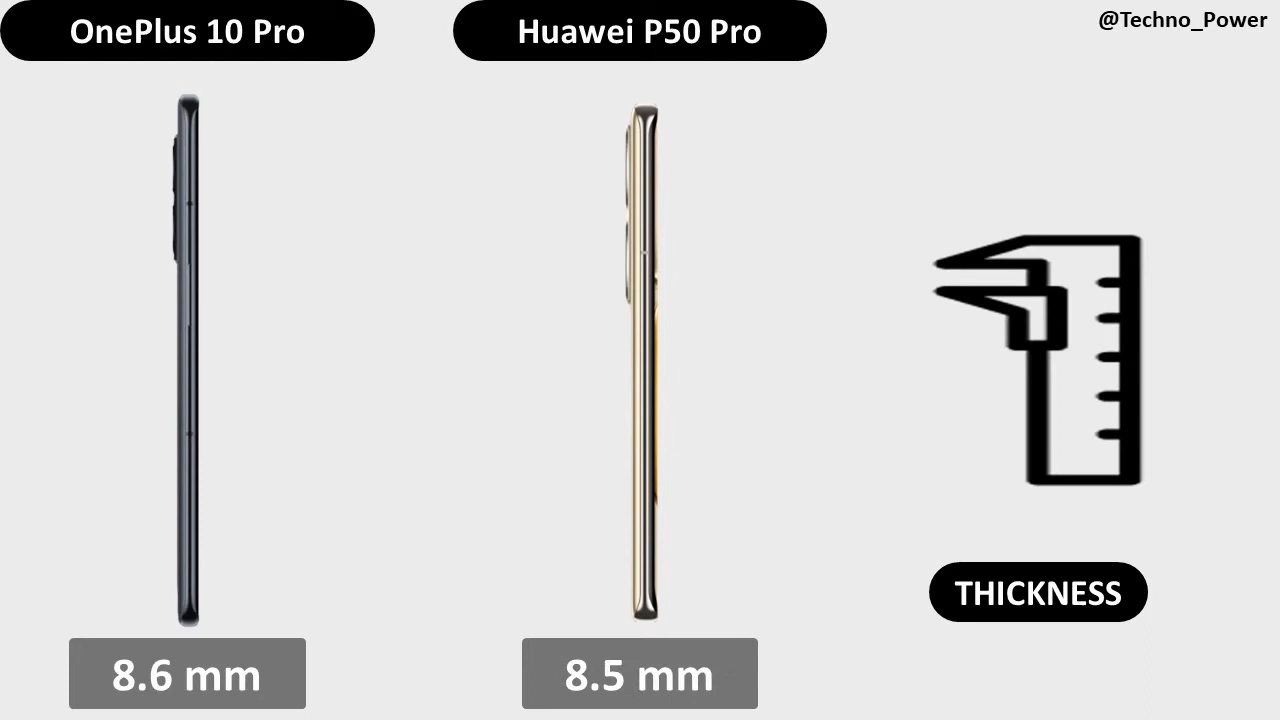 OnePlus 10 Pro
Huawei P50 Pro
@Techno_Power
THICKNESS
8.6 mm
8.5 mm